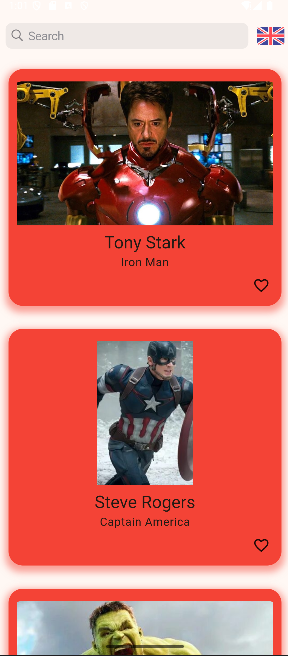 Search
Tony Stark
Iron Man
Steve Rogers
Captain America